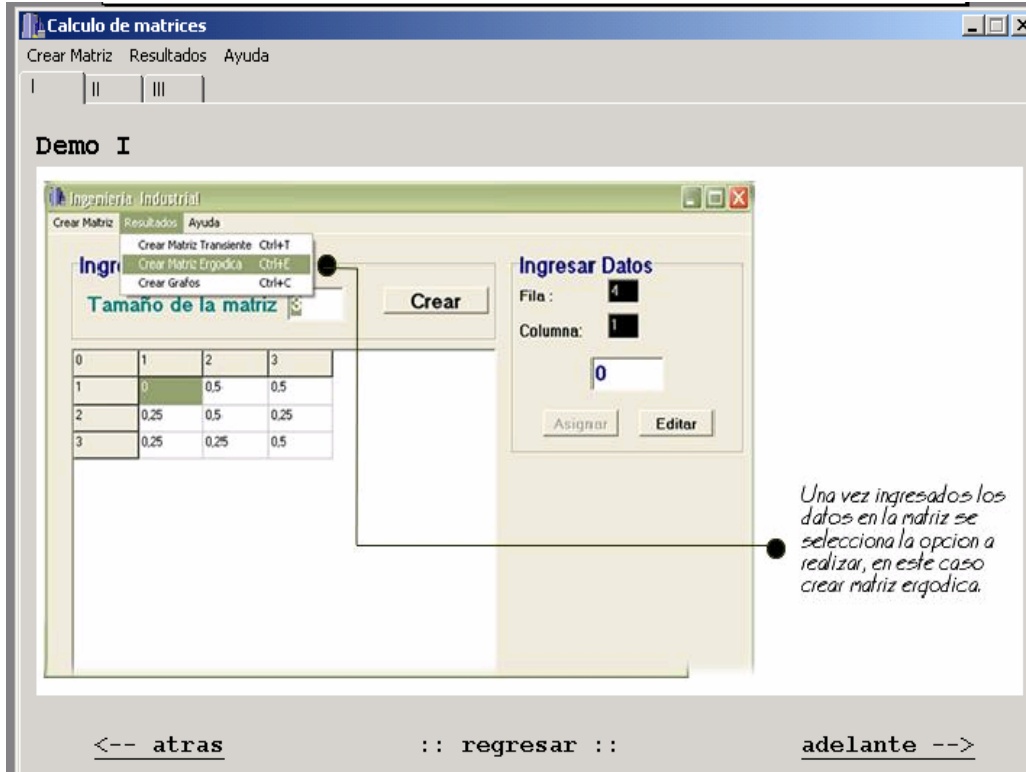 Calculo de matrices
Crear Matriz Resultados Ayuda
I II III
Demo I
Ingenieria Industrial
Crear Matriz Resultados Ayuda
Crear Matriz Transiente Ctrl+T
Crear Matriz Ergodica Ctrl+E
Crear Grafos Ctrl+C
Ingr
Tamaño de la matriz 3
Crear
0 1 2 3
1 0 0,5 0,5
2 0,25 0,5 0,25
3 0,25 0,25 0,5
Ingresar Datos
Fila : 4
Columna: 1
0
Asignar Editar
Una vez ingresados los
datos en la matriz se
selecciona la opcion a
realizar, en este caso
crear matriz ergodica.
<-- atras :: regresar :: adelante -->